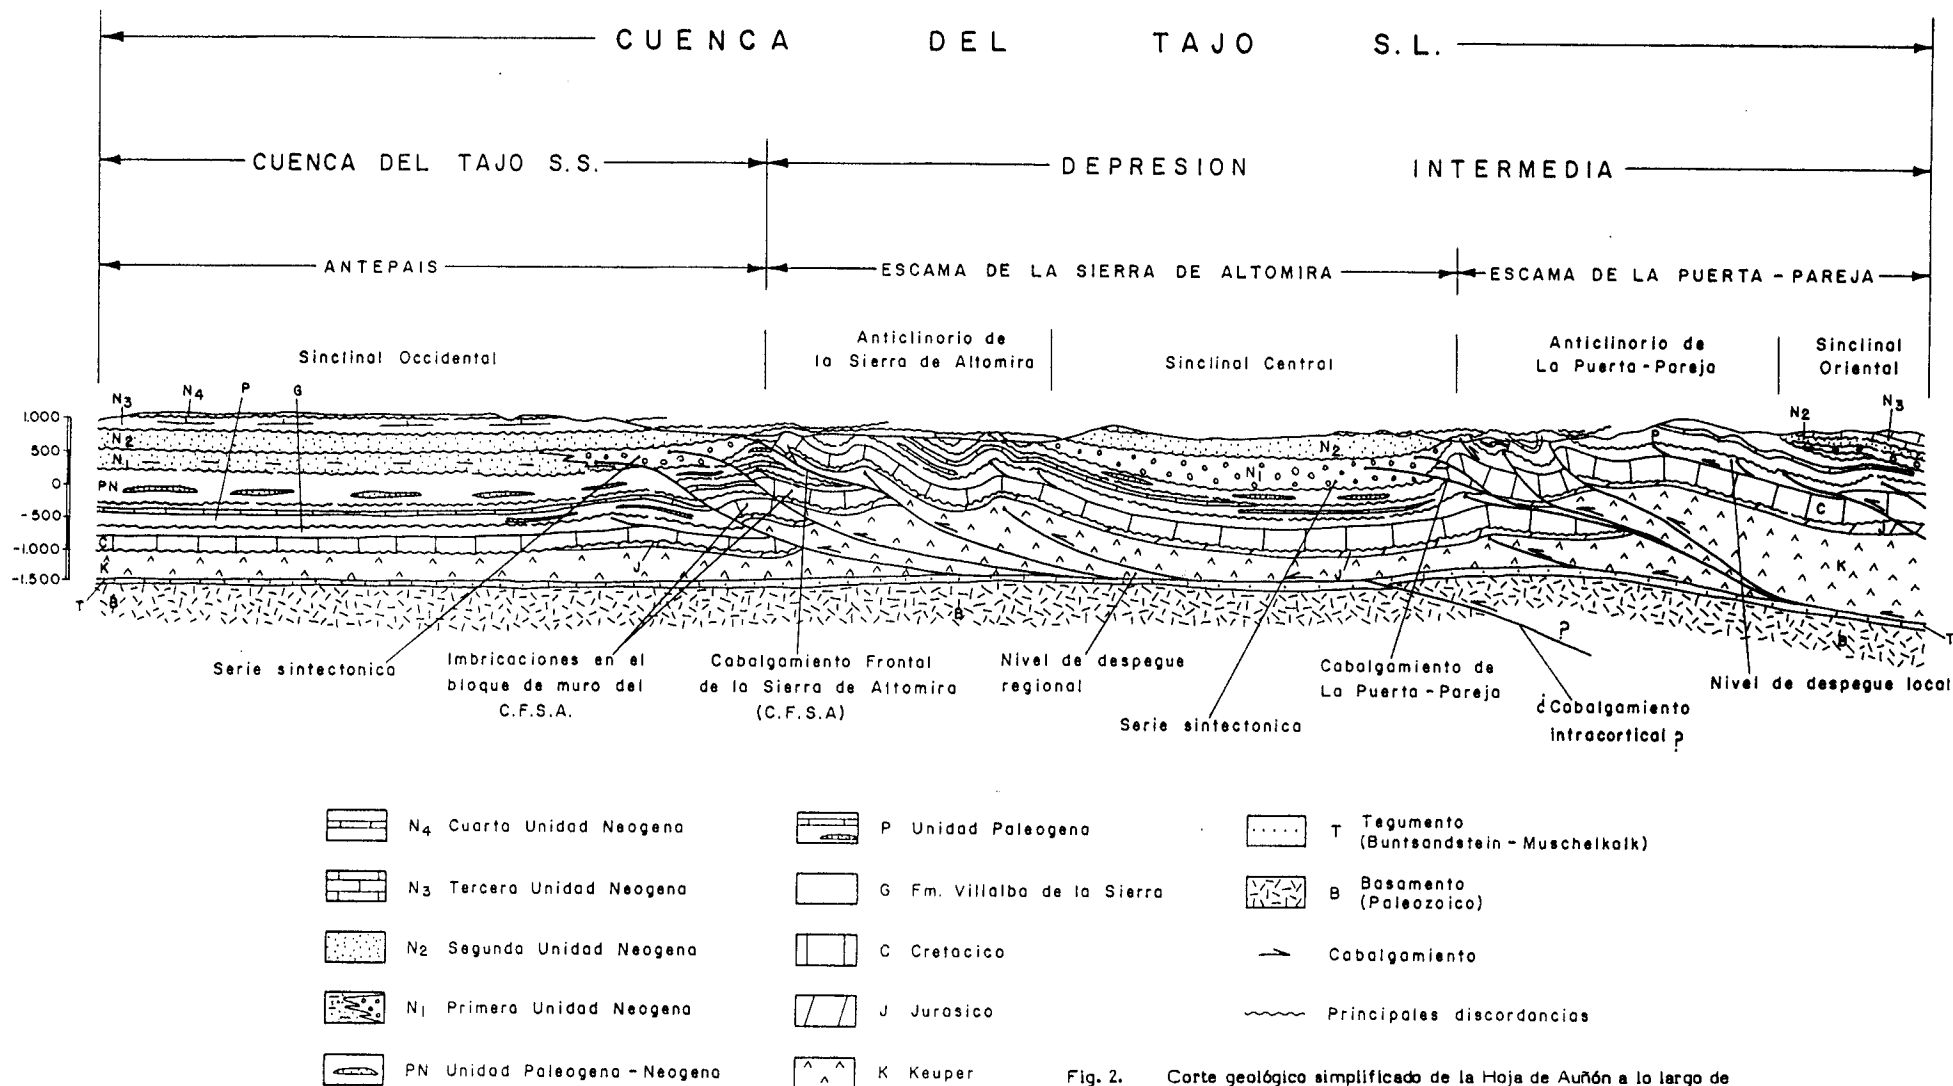 CUENCA DEL TAJO S.L.
CUENCA DEL TAJO S.S.
DEPRESION INTERMEDIA
ANTEPAIS
ESCAMA DE LA SIERRA DE ALTOMIRA
ESCAMA DE LA PUERTA - PAREJA
Sinclinal Occidental
Anticlinorio de
la Sierra de Altomira
Sinclinal Central
Anticlinorio de
La Puerta - Pareja
Sinclinal
Oriental
N3
N4
P
G
N2
N3
1.000
500
0
-500
-1.000
-1.500
N2
N1
PN
C
K
T
B
J
B
N2
N1
J
P
C
J
K
B
T
?
Serie sintectonica
Imbricaciones en el
bloque de muro del
C.F.S.A.
Cabalgamiento Frontal
de la Sierra de Altomira
(C.F.S.A)
Nivel de despegue
regional
Serie sintectonica
Cabalgamiento de
La Puerta - Pareja
¿Cabalgamiento
intracortical ?
Nivel de despegue local
N4 Cuarta Unidad Neogena
N3 Tercera Unidad Neogena
N2 Segunda Unidad Neogena
N1 Primera Unidad Neogena
PN Unidad Paleogena - Neogena
P Unidad Paleogena
G Fm. Villalba de la Sierra
C Cretacico
J Jurasico
K Keuper
T Tegumento
(Buntsandstein - Muschelkalk)
B Basamento
(Paleozoico)
Cabalgamiento
Principales discordancias
Fig. 2. Corte geológico simplificado de la Hoja de Auñón a lo largo de